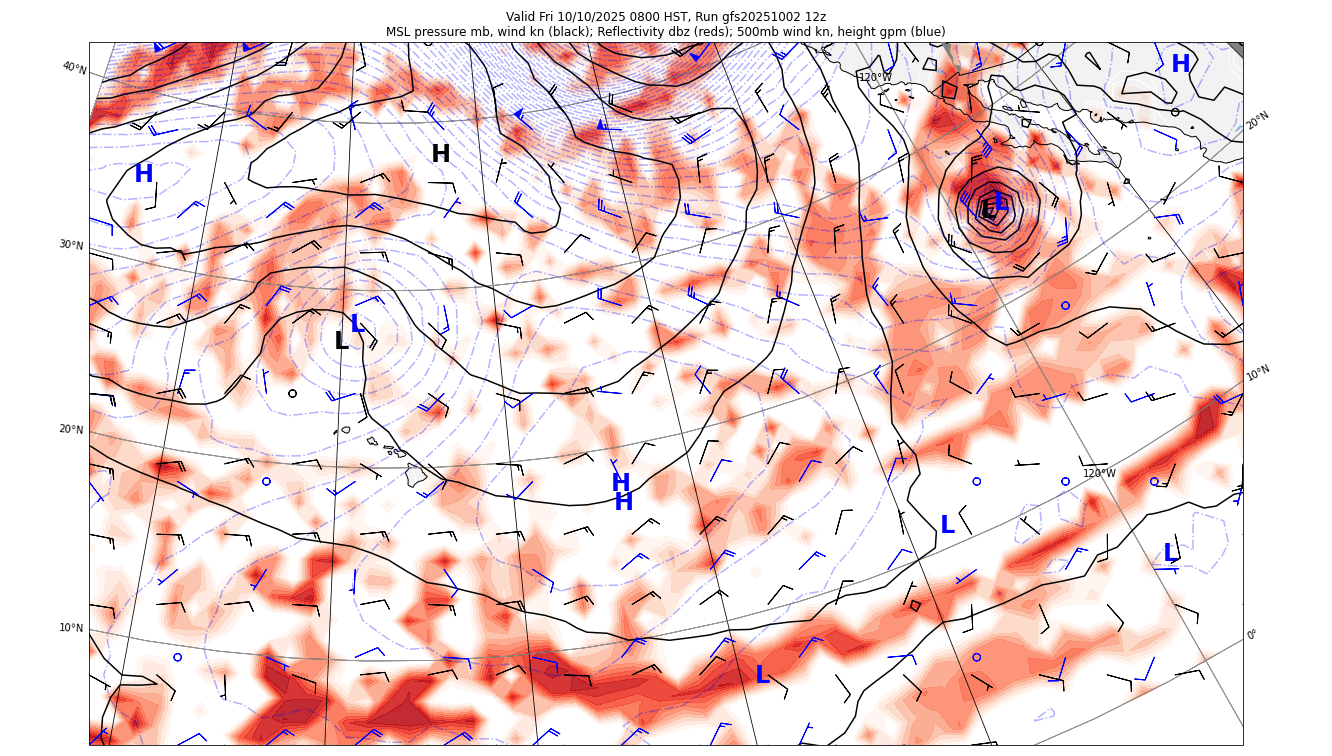 Valid Fri 10/10/2025 0800 HST, Run gfs20251002 12z
MSL pressure mb, wind kn (black); Reflectivity dbz (reds); 500mb wind kn, height gpm (blue)
40°N
120°W
H
20°N
H
H
L
L
30°N
L
L
10°N
20°N
H
H
120°W
L
L
10°N
0°
L